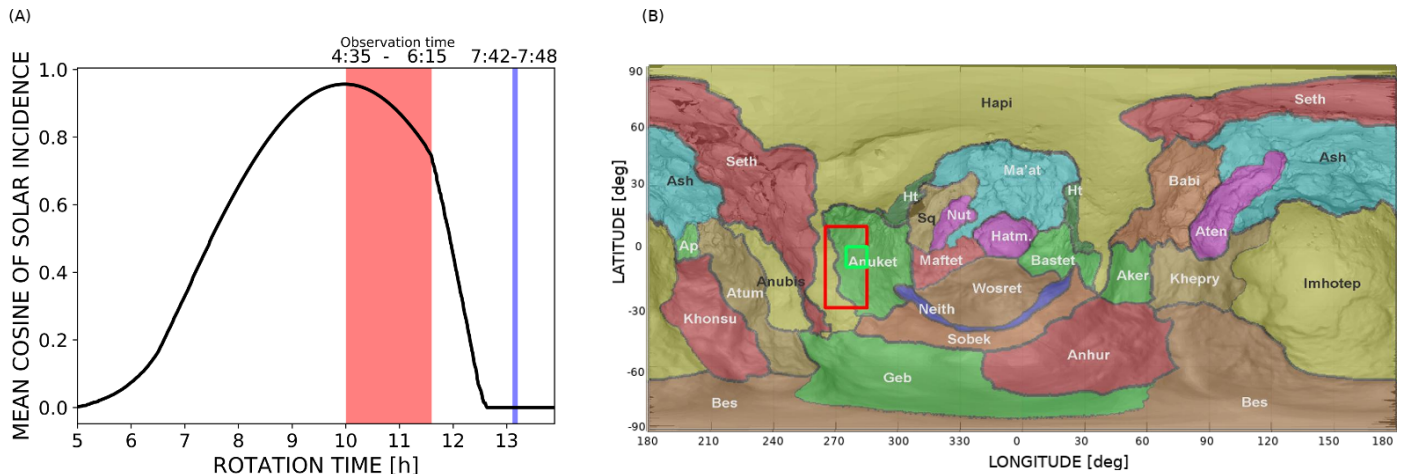 (A)
Observation time
4:35 - 6:15 7:42-7:48
MEAN COSINE OF SOLAR INCIDENCE
1.0
0.8
0.6
0.4
0.2
0.0
5 6 7 8 9 10 11 12 13
ROTATION TIME [h]
(B)
LATITUDE [deg]
90
60
30
0
-30
-60
-90
Hapi
Seth
Seth
Ash
Ma'at
Ash
Babi
Ht
Ht
Sq
Nut
Aten
Ap
Hatm.
Anuket
Maftet
Bastet
Anubis
Atum
Aker
Khepry
Imhotep
Wosret
Khonsu
Neith
Sobek
Anhur
Geb
Bes
Bes
180 210 240 270 300 330 0 30 60 90 120 150 180
LONGITUDE [deg]